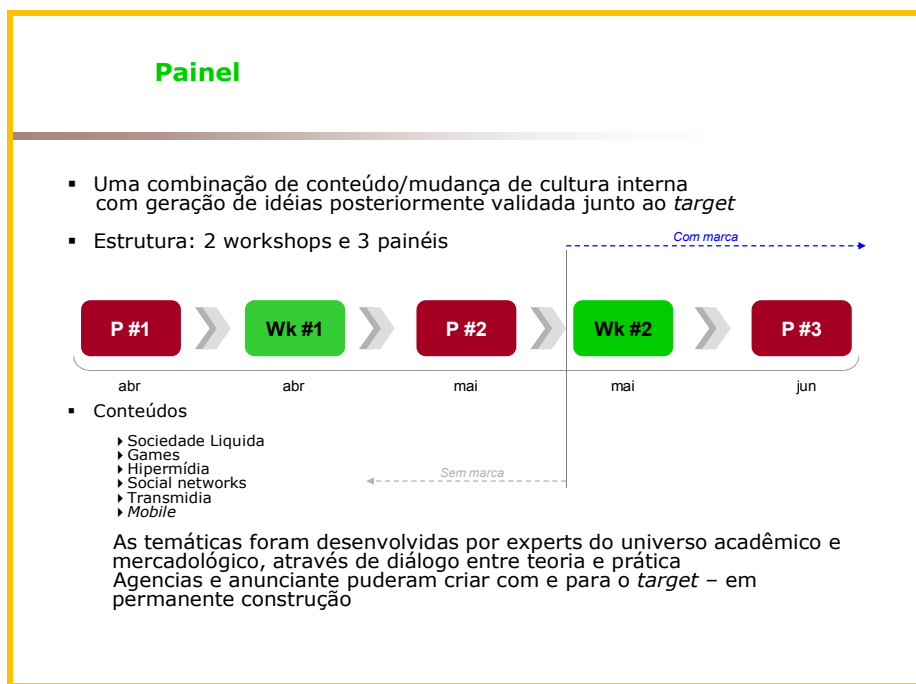 Painel
Uma combinação de conteúdo/mudança de cultura interna
com geração de idéias posteriormente validada junto ao target
Estrutura: 2 workshops e 3 painéis
Com marca
P #1
Wk #1
P #2
Wk #2
P #3
abr
abr
mai
mai
jun
Conteúdos
Sociedade Liquida
Games
Hipermídia
Social networks
Transmidia
Mobile
Sem marca
As temáticas foram desenvolvidas por experts do universo acadêmico e
mercadológico, através de diálogo entre teoria e prática
Agencias e anunciante puderam criar com e para o target – em
permanente construção